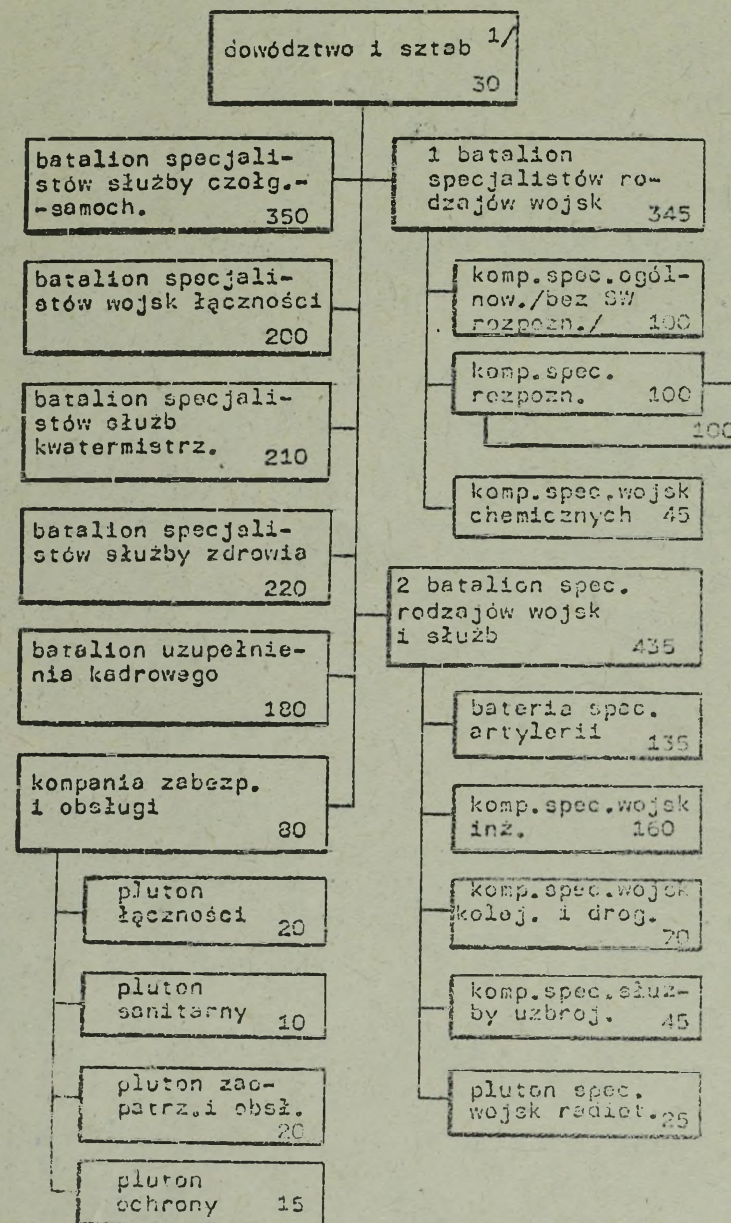 dowództwo i sztab 1/
30
batalion specjali-
stów służby czołg.-
-samoch.
350
batalion specjali-
stów wojsk łączności
200
batalion specjali-
stów służb
kwatermistrz.
210
batalion specjali-
stów służby zdrowia
220
batalion uzupełnie-
nia kadrowego
180
kompania zabezp.
i obsługi
80
pluton
łączności
20
pluton
sanitarny
10
pluton zao-
patrz.i obsł.
20
pluton
ochrony 15
1 batalion
specjalistów ro-
dzajów wojsk
345
komp.spec.ogól-
now./bez SW
rozpozn./ 100
komp.spec.
rozpozn. 100
100
komp.spec.wojsk
chemicznych 45
2 batalion spec.
rodzajów wojsk
i służb
435
bateria spec.
artylerii
135
komp.spec.wojsk
inż. 160
komp.spec.wojsk
kolej. i drog.
70
komp.spec.służ-
by uzbroj.
45
pluton spec.
wojsk radiot.
25